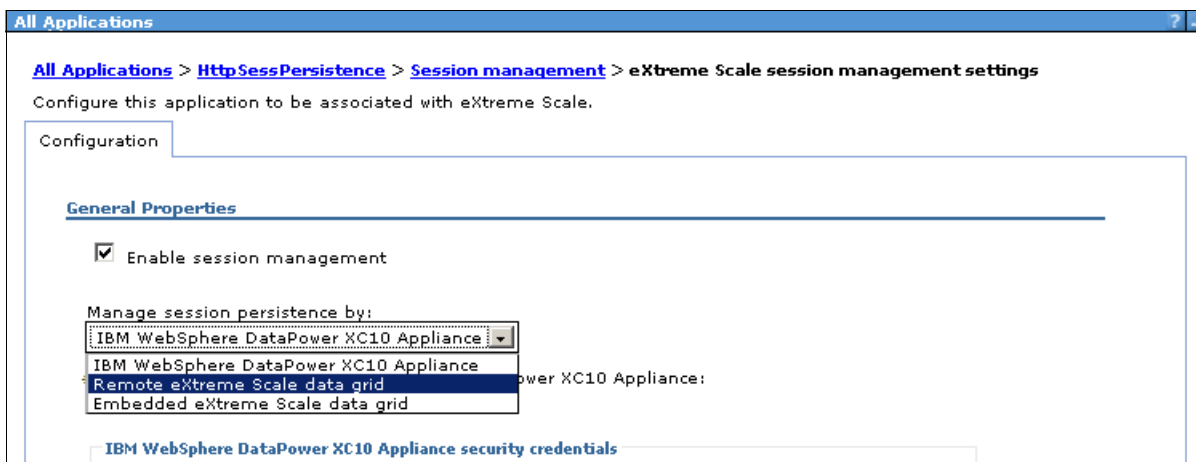 All Applications ? -
All Applications > HttpSessPersistence > Session management > eXtreme Scale session management settings
Configure this application to be associated with eXtreme Scale.
Configuration
General Properties
Enable session management
Manage session persistence by:
IBM WebSphere DataPower XC10 Appliance
IBM WebSphere DataPower XC10 Appliance
Remote eXtreme Scale data grid
XC10 Appliance:
Embedded eXtreme Scale data grid
IBM WebSphere DataPower XC10 Appliance security credentials